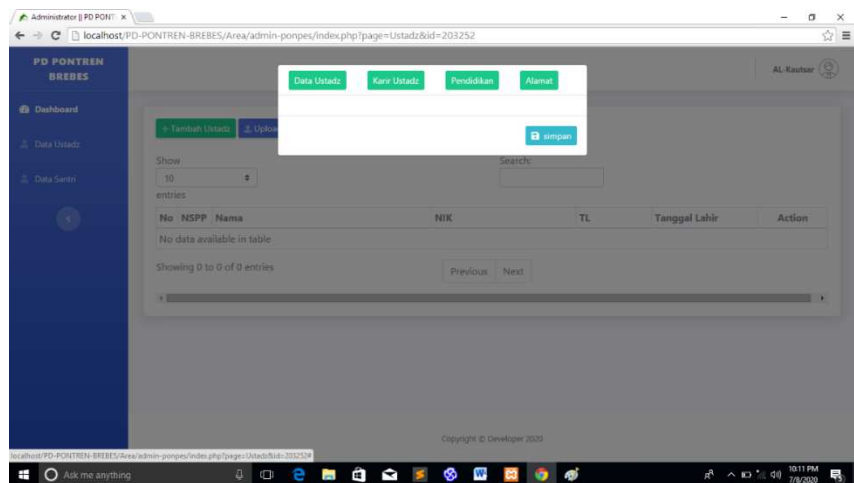 Administrator || PD PONT
localhost/PD-PONTREN-BREBES/Area/admin-ponpes/index.php?page=Ustadz&id=203252
PD PONTREN
BREBES
AL-Kautsar
Data Ustadz Karir Ustadz Pendidikan Alamat
Dashboard
+ Tambah Ustadz Uploa
simpan
Data Ustadz
Show Search:
10
Data Santri
entries
No NSPP Nama NIK TL Tanggal Lahir Action
No data available in table
Showing 0 to 0 of 0 entries
Previous Next
Copyright © Developer 2020
localhost/PD-PONTREN-BREBES/Area/admin-ponpes/index.php?page=Ustadz&id=203252#
Ask me anything
10:11 PM
7/8/2020